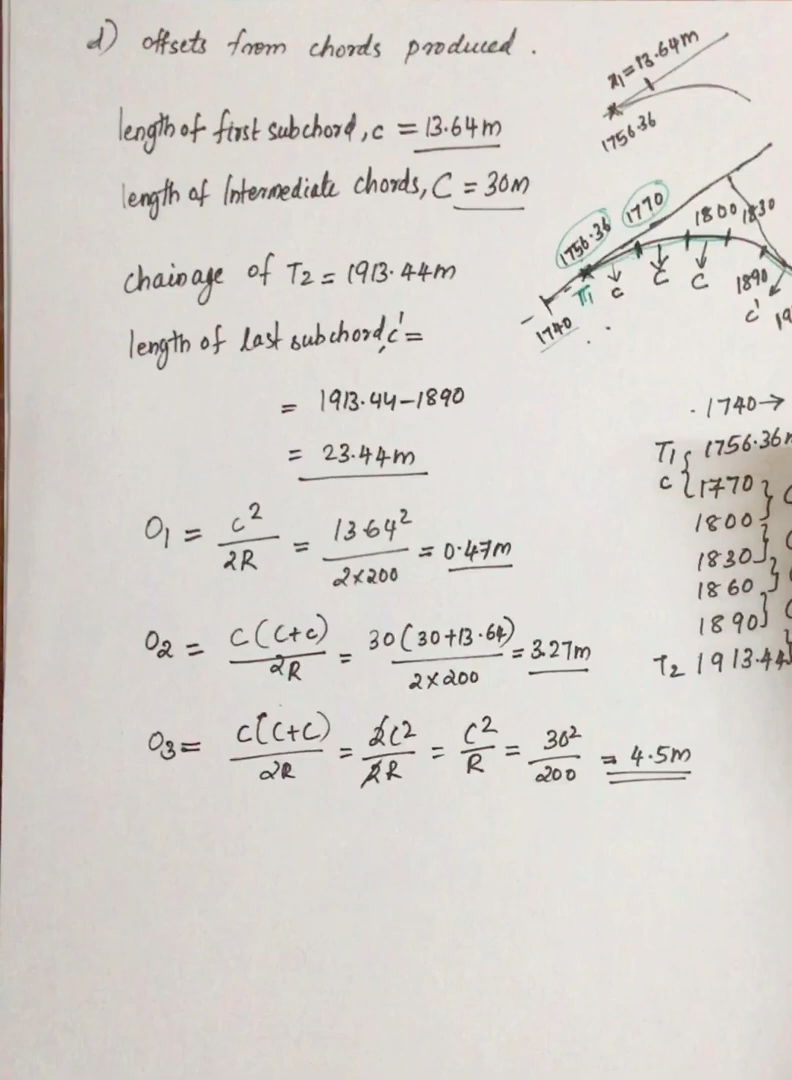 d) offsets from chords produced.
x1 = 13.64m
1756.36
length of first subchord, c = 13.64m
length of Intermediate chords, C = 30m
1756.36 1770 1800 1830
T1 c C C 1890
c'
1740
chainage of T2 = 1913.44m
length of last subchord, c' =
= 1913.44-1890
= 23.44m
.1740→
T1 1756.36
c 1770
1800
1830
1860
1890
T2 1913.44
O1 = c²/2R = 13.64²/2×200 = 0.47m
O2 = C(C+c)/2R = 30(30+13.64)/2×200 = 3.27m
O3 = C(C+C)/2R = 2C²/2R = C²/R = 30²/200 = 4.5m